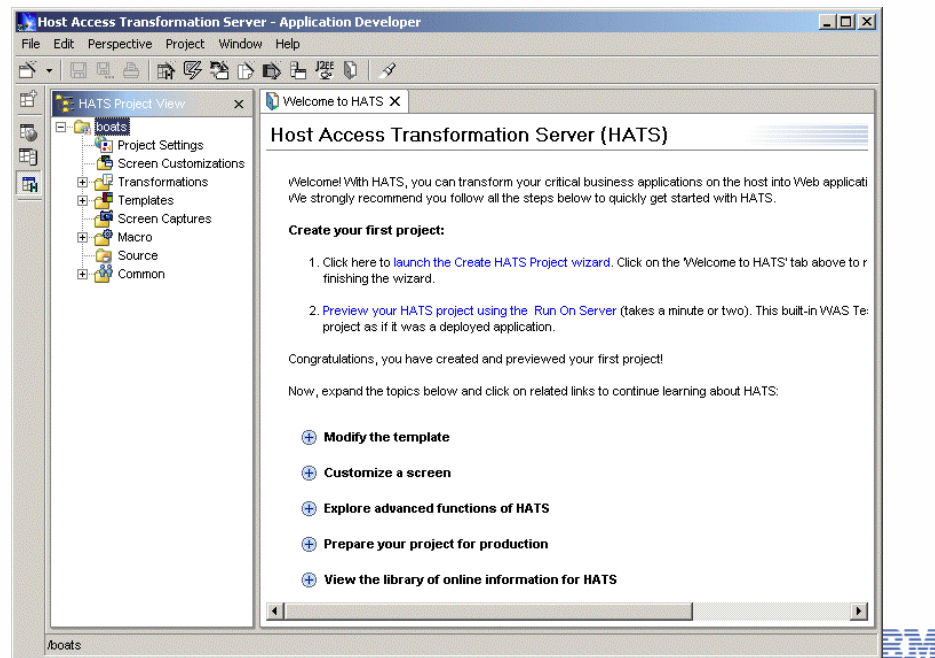 Host Access Transformation Server - Application Developer
File Edit Perspective Project Window Help
J2EE
HATS Project View
Welcome to HATS
boats
Project Settings
Screen Customizations
Transformations
Templates
Screen Captures
Macro
Source
Common
Host Access Transformation Server (HATS)
Welcome! With HATS, you can transform your critical business applications on the host into Web applicati
We strongly recommend you follow all the steps below to quickly get started with HATS.
Create your first project:
1. Click here to launch the Create HATS Project wizard. Click on the 'Welcome to HATS' tab above to r
finishing the wizard.
2. Preview your HATS project using the Run On Server (takes a minute or two). This built-in WAS Te
project as if it was a deployed application.
Congratulations, you have created and previewed your first project!
Now, expand the topics below and click on related links to continue learning about HATS:
Modify the template
Customize a screen
Explore advanced functions of HATS
Prepare your project for production
View the library of online information for HATS
/boats